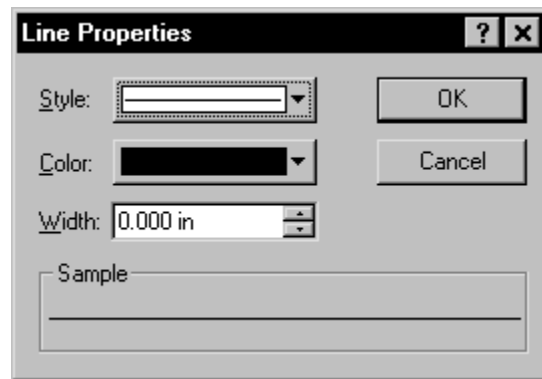 Line Properties ? ×
Style: OK
Color: Cancel
Width: 0.000 in
Sample